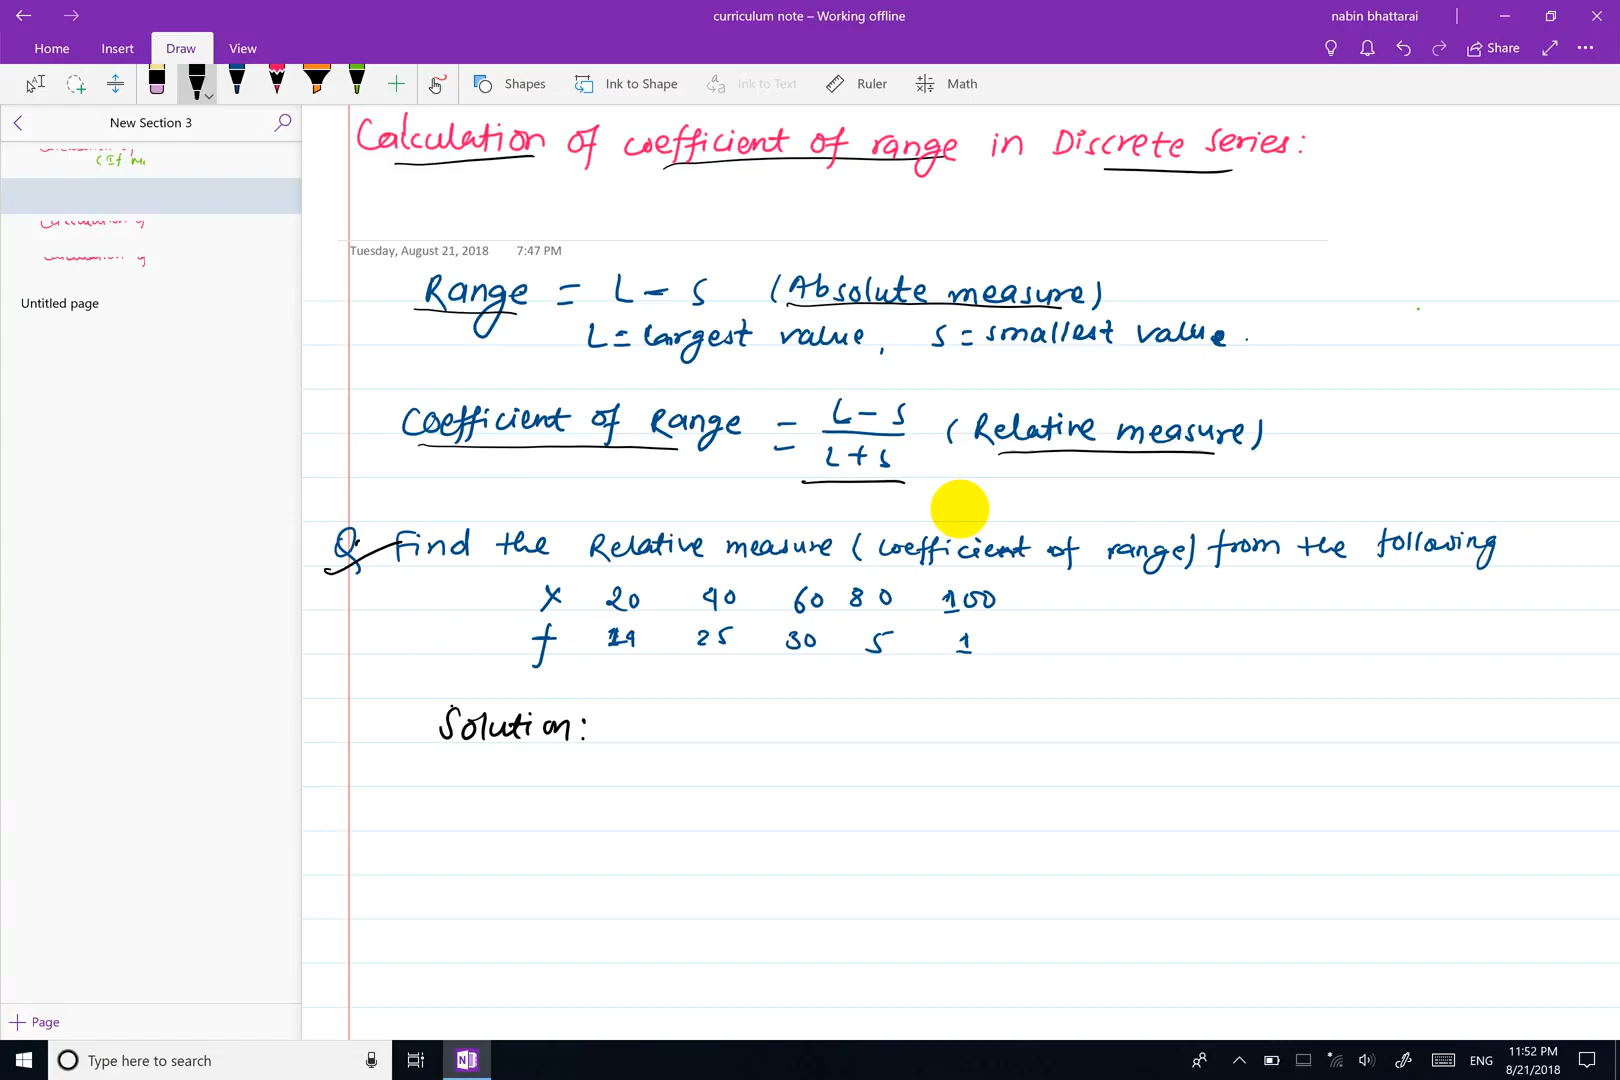 curriculum note – Working offline
nabin bhattarai
Home Insert Draw View
Share
Shapes Ink to Shape Ink to Text Ruler Math
New Section 3
(If
Untitled page
Page
Calculation of coefficient of range in Discrete series:
Tuesday, August 21, 2018 7:47 PM
Range = L - S (Absolute measure)
L = largest value, S = smallest value.
Coefficient of Range = L - S (Relative measure)
L + S
Q. Find the Relative measure (coefficient of range) from the following
X 20 40 60 80 100
f 14 25 30 5 1
Solution:
Type here to search
ENG
11:52 PM
8/21/2018